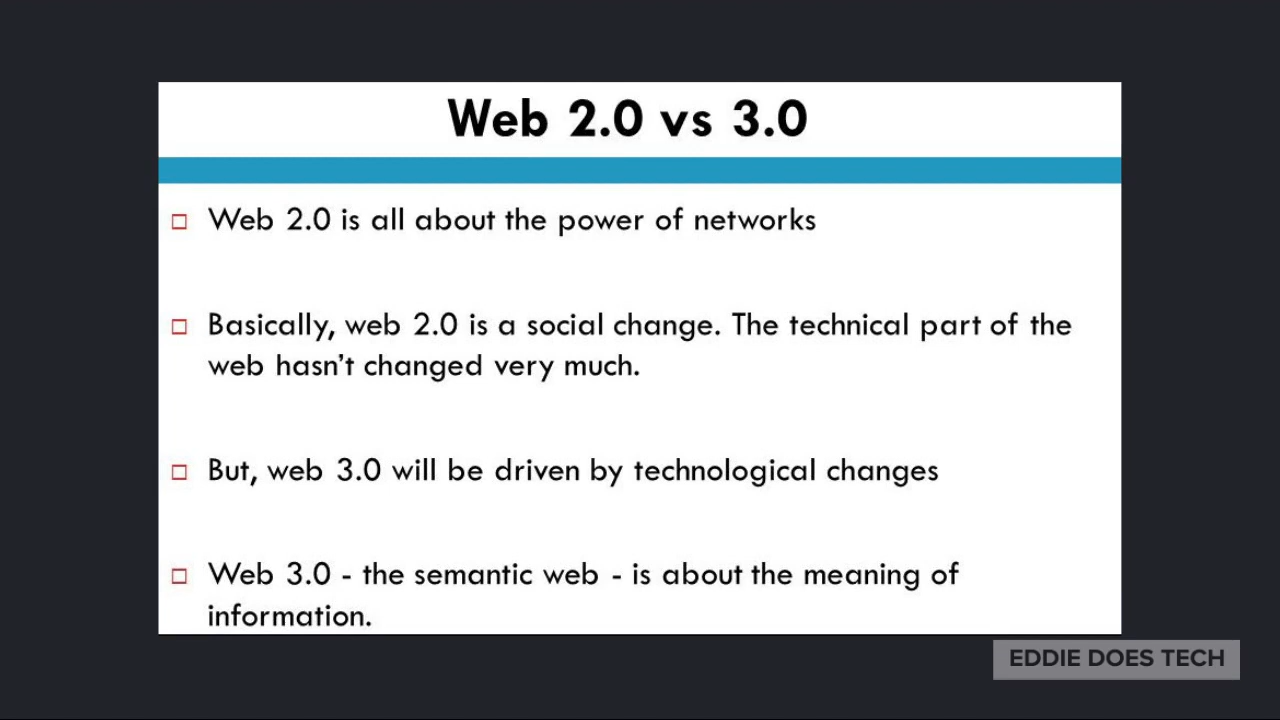 Web 2.0 vs 3.0
Web 2.0 is all about the power of networks
Basically, web 2.0 is a social change. The technical part of the
web hasn’t changed very much.
But, web 3.0 will be driven by technological changes
Web 3.0 - the semantic web - is about the meaning of
information.
EDDIE DOES TECH